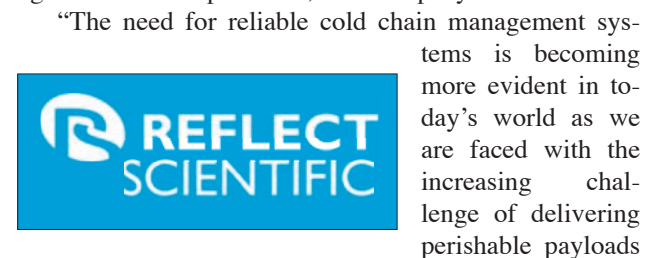 “The need for reliable cold chain management sys-
tems is becoming
more evident in to-
day’s world as we
are faced with the
increasing chal-
lenge of delivering
perishable payloads
REFLECT
SCIENTIFIC